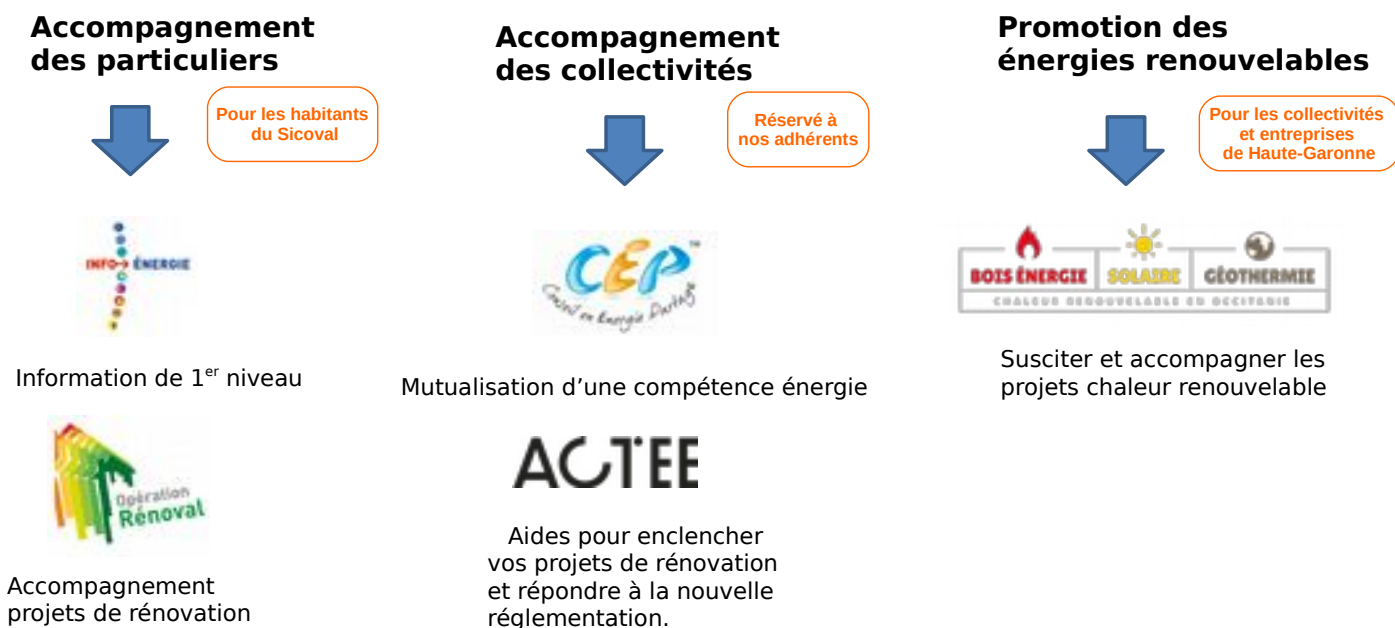 Accompagnement
des particuliers
Pour les habitants
du Sicoval
INFO→ ÉNERGIE
Information de 1er niveau
Opération
Rénoval
Accompagnement
projets de rénovation
Accompagnement
des collectivités
Réservé à
nos adhérents
CÉP™
Conseil en Energie Partagé
Mutualisation d’une compétence énergie
ACTEE
Aides pour enclencher
vos projets de rénovation
et répondre à la nouvelle
réglementation.
Promotion des
énergies renouvelables
Pour les collectivités
et entreprises
de Haute-Garonne
BOIS ÉNERGIE SOLAIRE GÉOTHERMIE
CHALEUR RENOUVELABLE EN OCCITANIE
Susciter et accompagner les
projets chaleur renouvelable